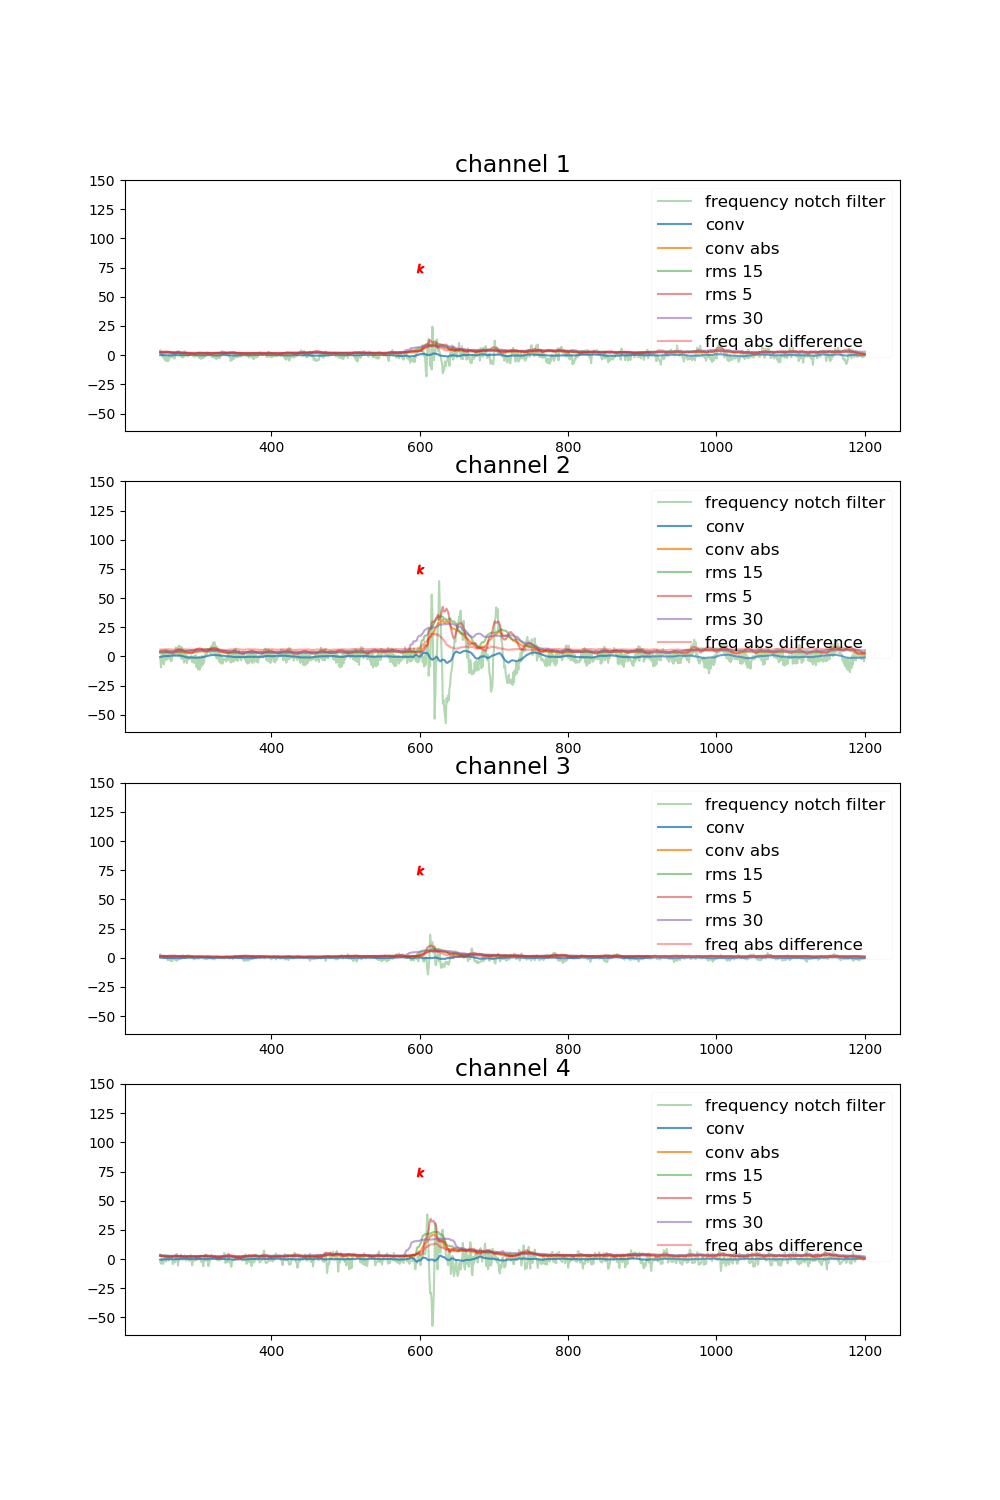 channel 1
150
125
100
75
50
25
0
−25
−50
k
frequency notch filter
conv
conv abs
rms 15
rms 5
rms 30
freq abs difference
400 600 800 1000 1200
channel 2
150
125
100
75
50
25
0
−25
−50
k
frequency notch filter
conv
conv abs
rms 15
rms 5
rms 30
freq abs difference
400 600 800 1000 1200
channel 3
150
125
100
75
50
25
0
−25
−50
k
frequency notch filter
conv
conv abs
rms 15
rms 5
rms 30
freq abs difference
400 600 800 1000 1200
channel 4
150
125
100
75
50
25
0
−25
−50
k
frequency notch filter
conv
conv abs
rms 15
rms 5
rms 30
freq abs difference
400 600 800 1000 1200